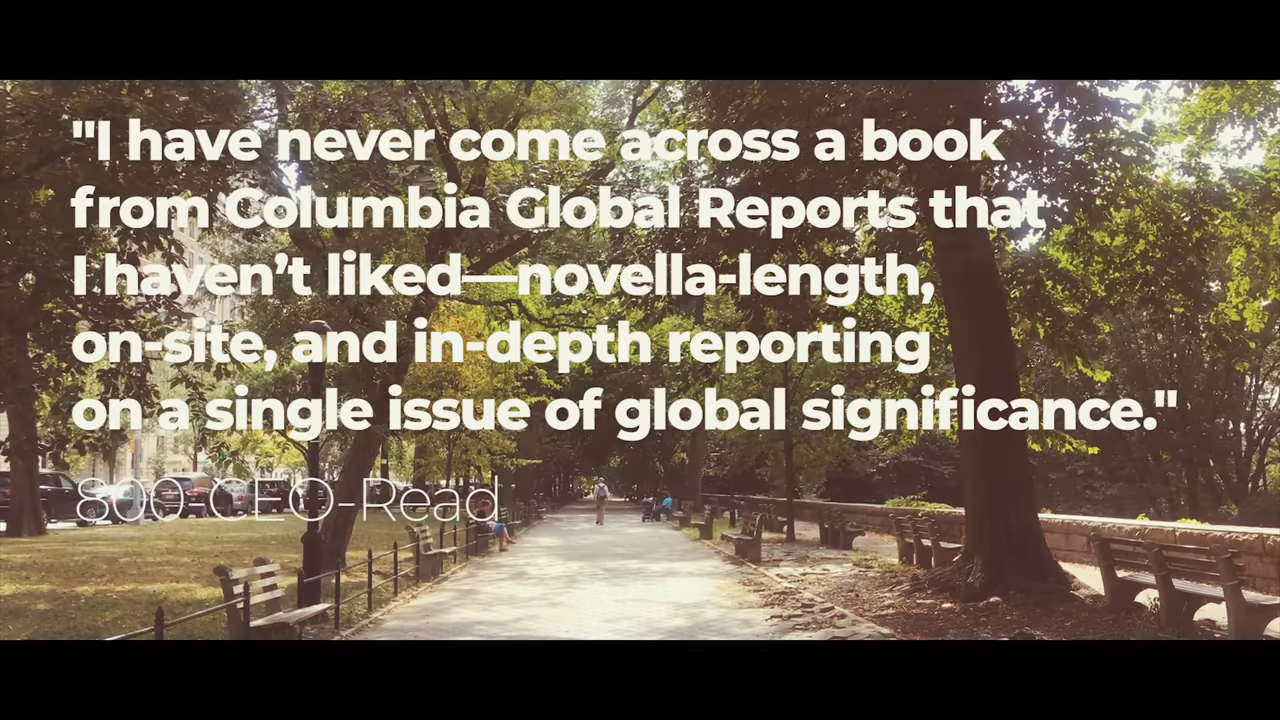 "I have never come across a book
from Columbia Global Reports that
I haven’t liked—novella-length,
on-site, and in-depth reporting
on a single issue of global significance."
800-CEO-Read